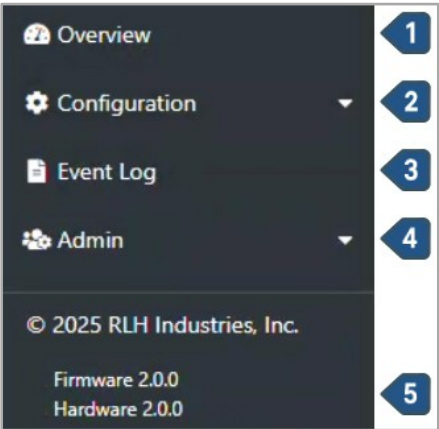 Overview 1
Configuration 2
Event Log 3
Admin 4
© 2025 RLH Industries, Inc.
Firmware 2.0.0
Hardware 2.0.0
5